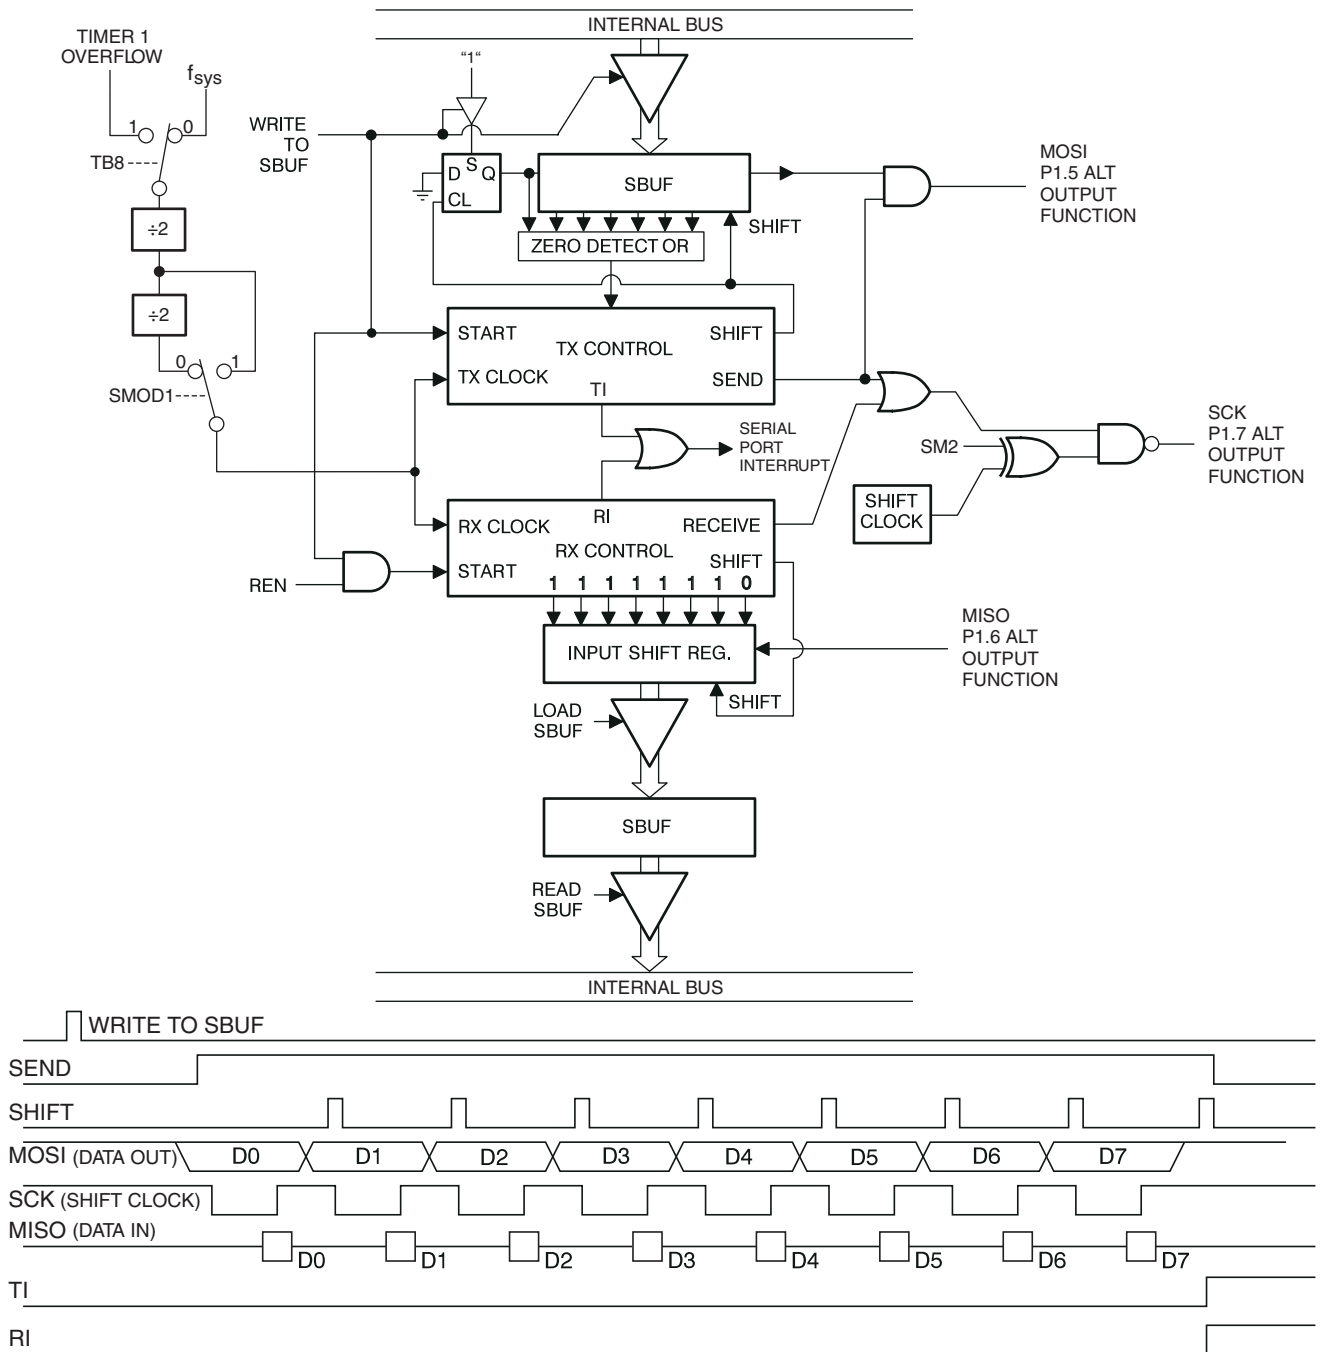 INTERNAL BUS
TIMER 1
OVERFLOW
fsys
"1"
1
0
TB8
WRITE
TO
SBUF
D
S
Q
CL
SBUF
MOSI
P1.5 ALT
OUTPUT
FUNCTION
÷2
SHIFT
ZERO DETECT OR
÷2
START
SHIFT
TX CONTROL
0
1
TX CLOCK
SEND
TI
SMOD1
SERIAL
PORT
INTERRUPT
SM2
SCK
P1.7 ALT
OUTPUT
FUNCTION
SHIFT
CLOCK
RI
RX CLOCK
RECEIVE
RX CONTROL
SHIFT
START
REN
1 1 1 1 1 1 1 0
MISO
P1.6 ALT
OUTPUT
FUNCTION
INPUT SHIFT REG.
SHIFT
LOAD
SBUF
SBUF
READ
SBUF
INTERNAL BUS
WRITE TO SBUF
SEND
SHIFT
MOSI (DATA OUT) D0 D1 D2 D3 D4 D5 D6 D7
SCK (SHIFT CLOCK)
MISO (DATA IN)
D0 D1 D2 D3 D4 D5 D6 D7
TI
RI